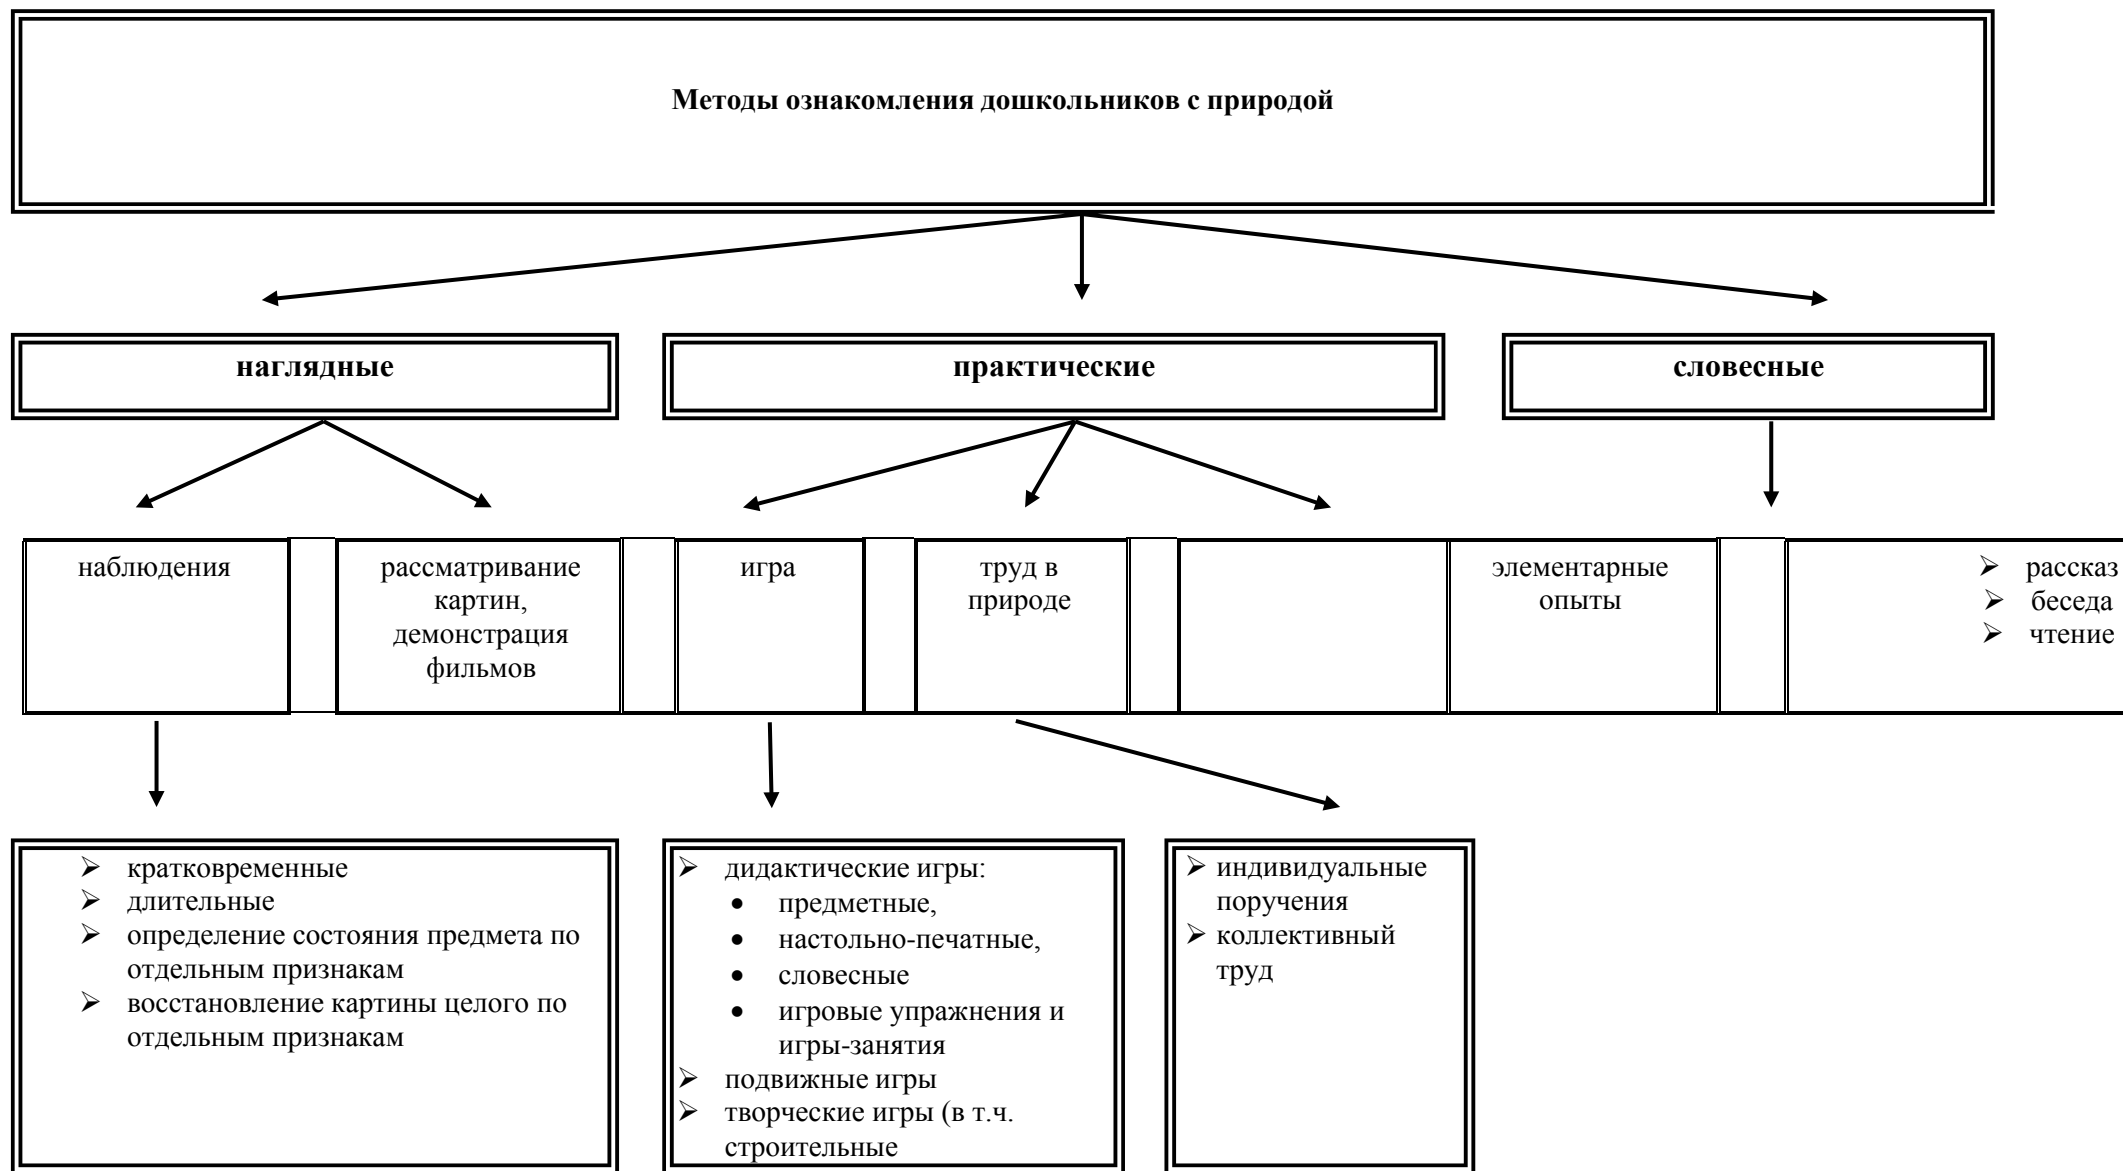 Методы ознакомления дошкольников с природой
наглядные
практические
словесные
наблюдения
рассматривание
картин,
демонстрация
фильмов
игра
труд в
природе
элементарные
опыты
➢ рассказ
➢ беседа
➢ чтение
➢ кратковременные
➢ длительные
➢ определение состояния предмета по
отдельным признакам
➢ восстановление картины целого по
отдельным признакам
➢ дидактические игры:
• предметные,
• настольно-печатные,
• словесные
• игровые упражнения и
игры-занятия
➢ подвижные игры
➢ творческие игры (в т.ч.
строительные
➢ индивидуальные
поручения
➢ коллективный
труд